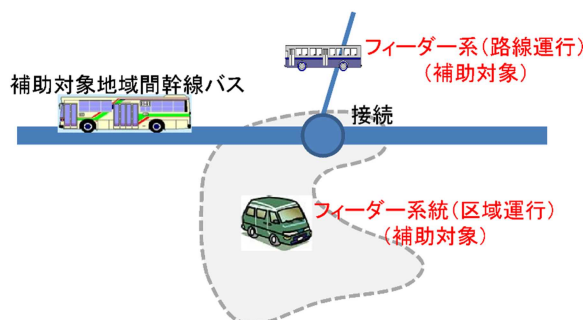 フィーダー系(路線運行)
(補助対象)
補助対象地域間幹線バス
接続
フィーダー系統(区域運行)
(補助対象)